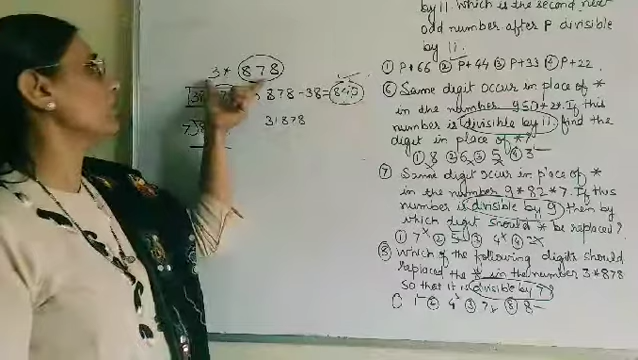 3* 878
878 - 38 = 840
31878
7)
by 11. Which is the second
odd number after P divisible
by 11.
① P+66 ② P+44 ③ P+33 ④ P+22.
⑥ Same digit occur in place of *
in the number . If this
number is divisible by 11, find the
digit in place of *?
① 8 ② 6 ③ 5 ④ 3
⑦ Same digit occur in place of *
in the number 9*82*7. If this
number is divisible by 9, then by
which digit should * be replaced?
① 7 ② 5 ③ 4 ④ 2
⑧ Which of the following digits should
replaced the * in the number 3*878
So that it is divisible by 7?
1 ② 4 ③ 7 8